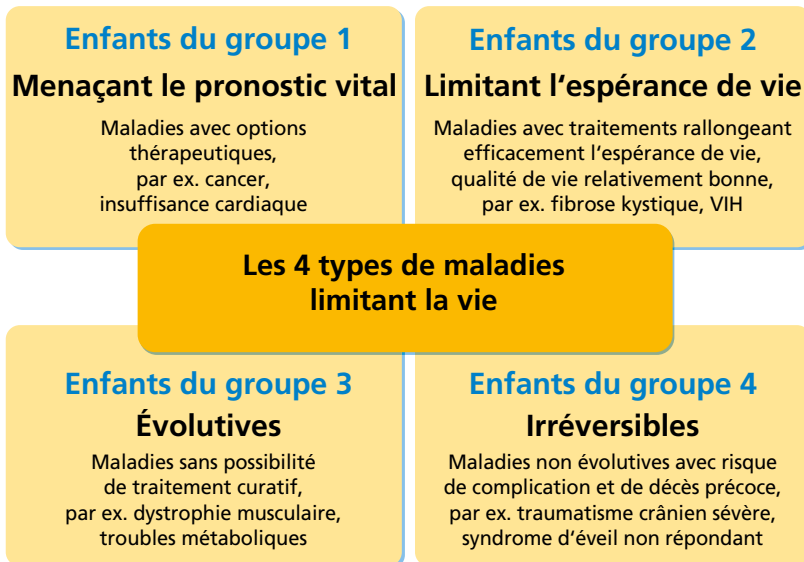 Enfants du groupe 1
Menaçant le pronostic vital
Maladies avec options
thérapeutiques,
par ex. cancer,
insuffisance cardiaque
Enfants du groupe 2
Limitant l‘espérance de vie
Maladies avec traitements rallongeant
efficacement l‘espérance de vie,
qualité de vie relativement bonne,
par ex. fibrose kystique, VIH
Les 4 types de maladies
limitant la vie
Enfants du groupe 3
Évolutives
Maladies sans possibilité
de traitement curatif,
par ex. dystrophie musculaire,
troubles métaboliques
Enfants du groupe 4
Irréversibles
Maladies non évolutives avec risque
de complication et de décès précoce,
par ex. traumatisme crânien sévère,
syndrome d‘éveil non répondant